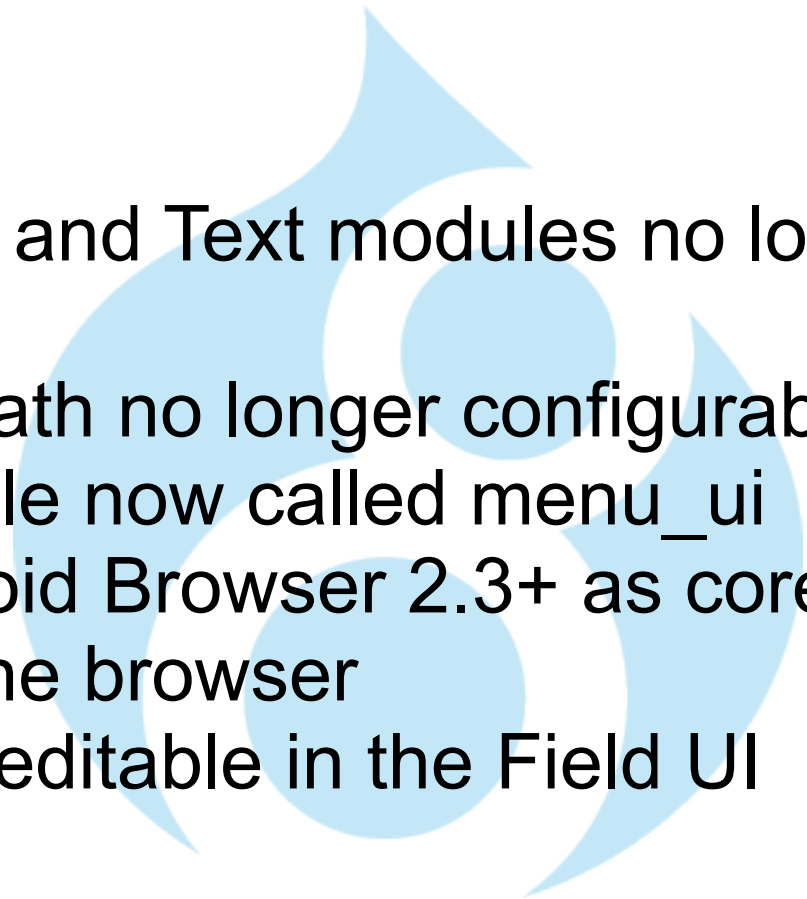 and Text modules no lo
ath no longer configurab
le now called menu_ui
oid Browser 2.3+ as core
ne browser
editable in the Field UI